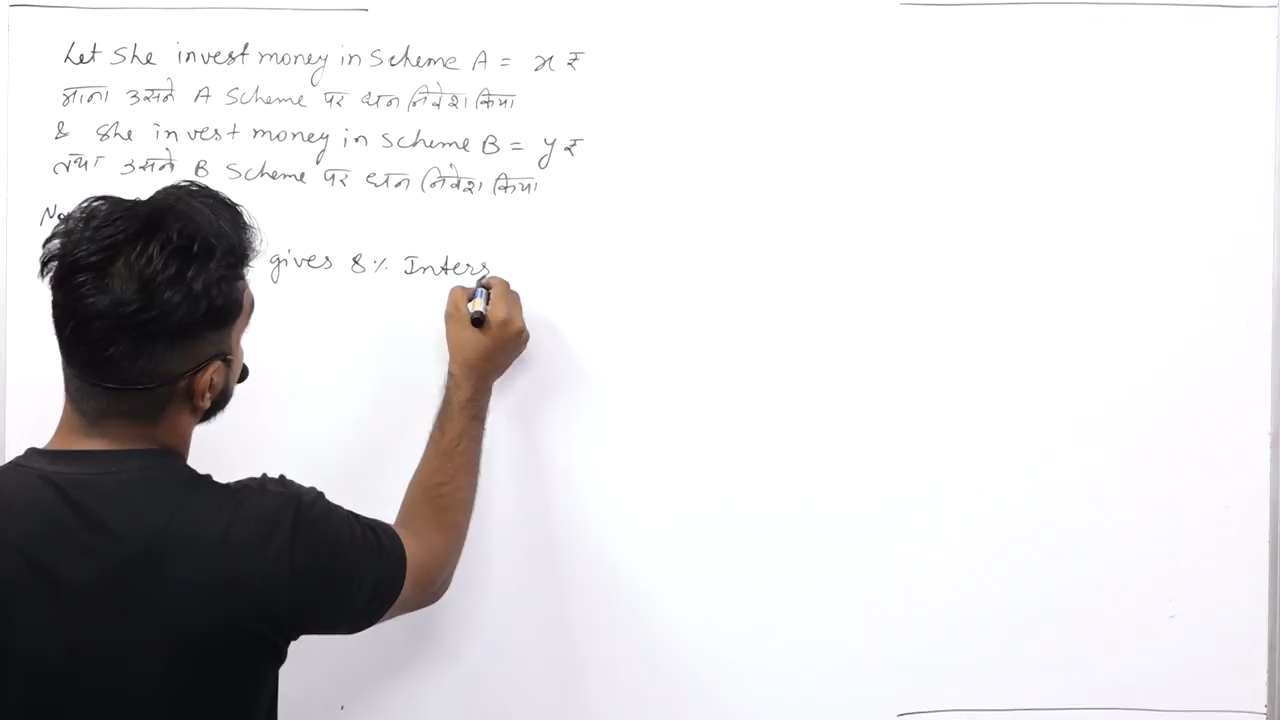 Let She invest money in Scheme A = x ₹
माना उसने A Scheme पर धन निवेश किया
& She invest money in scheme B = y ₹
तथा उसने B Scheme पर धन निवेश किया
gives 8% Inters